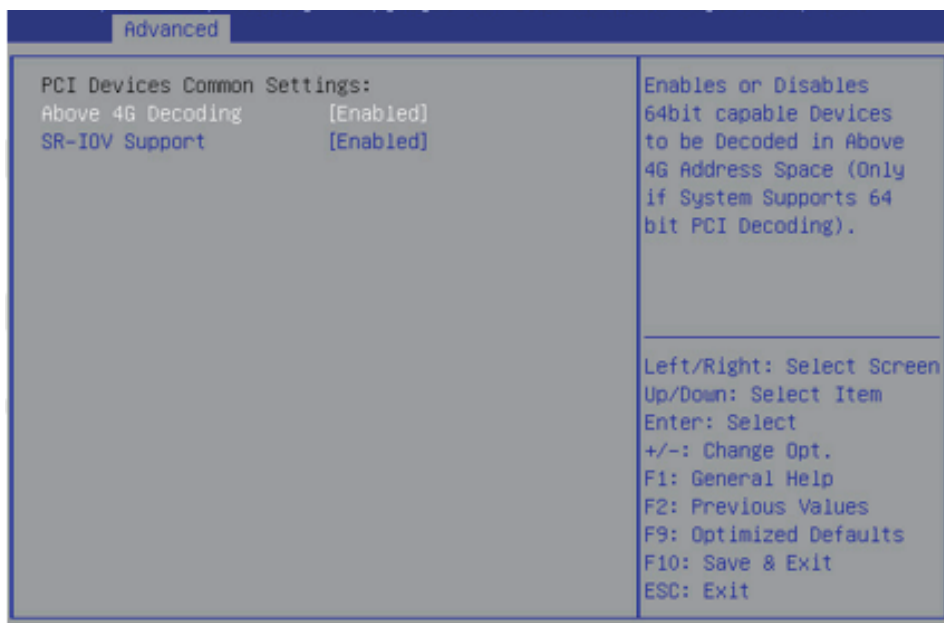 Advanced
PCI Devices Common Settings:
Above 4G Decoding [Enabled]
SR-IOV Support [Enabled]
Enables or Disables
64bit capable Devices
to be Decoded in Above
4G Address Space (Only
if System Supports 64
bit PCI Decoding).
Left/Right: Select Screen
Up/Down: Select Item
Enter: Select
+/-: Change Opt.
F1: General Help
F2: Previous Values
F9: Optimized Defaults
F10: Save & Exit
ESC: Exit